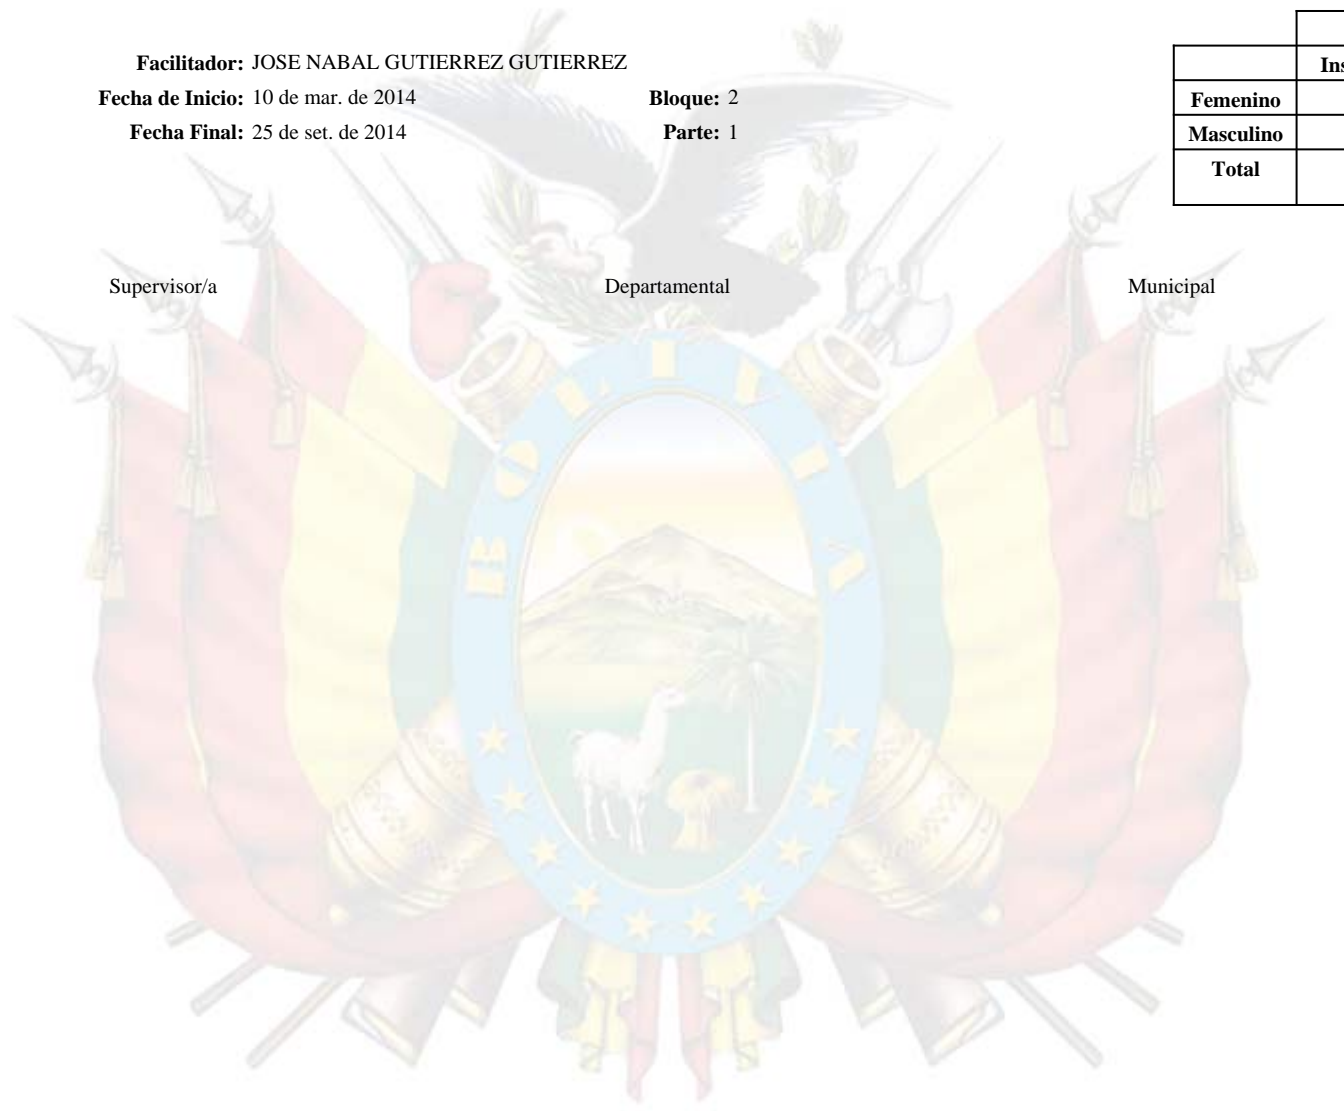 Facilitador: JOSE NABAL GUTIERREZ GUTIERREZ
Fecha de Inicio: 10 de mar. de 2014 Bloque: 2
Fecha Final: 25 de set. de 2014 Parte: 1
Femenino
Masculino
Total
Supervisor/a Departamental Municipal
BOLIVIA